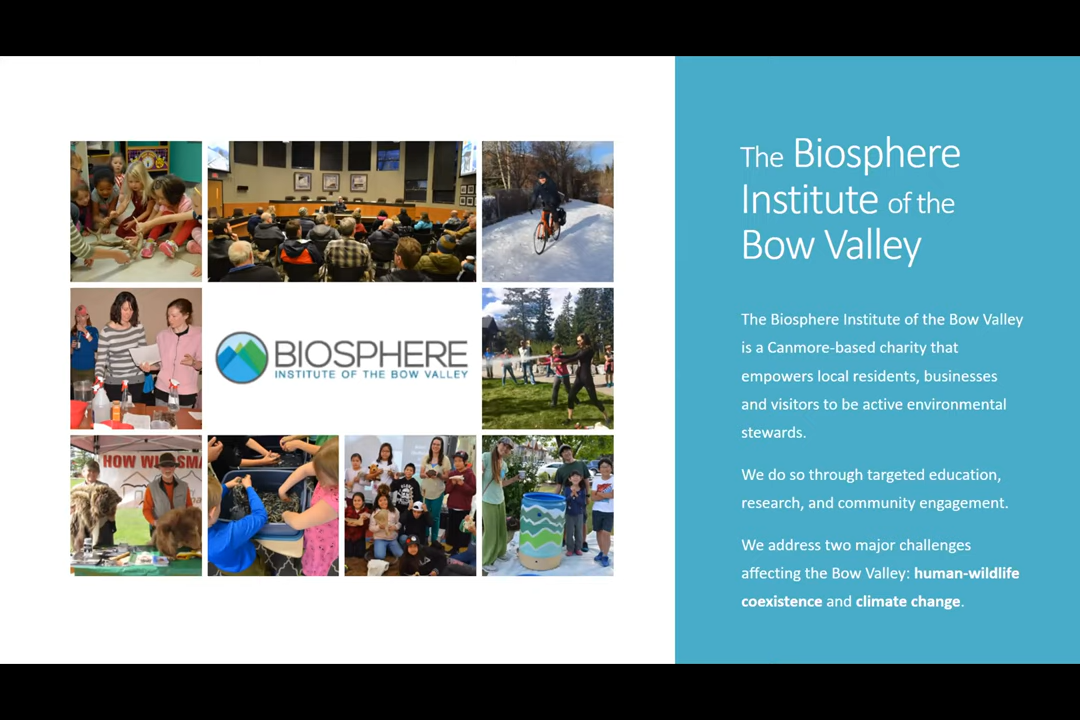 BIOSPHERE
INSTITUTE OF THE BOW VALLEY
HOW WILDSMA
The Biosphere
Institute of the
Bow Valley
The Biosphere Institute of the Bow Valley
is a Canmore-based charity that
empowers local residents, businesses
and visitors to be active environmental
stewards.
We do so through targeted education,
research, and community engagement.
We address two major challenges
affecting the Bow Valley: human-wildlife
coexistence and climate change.